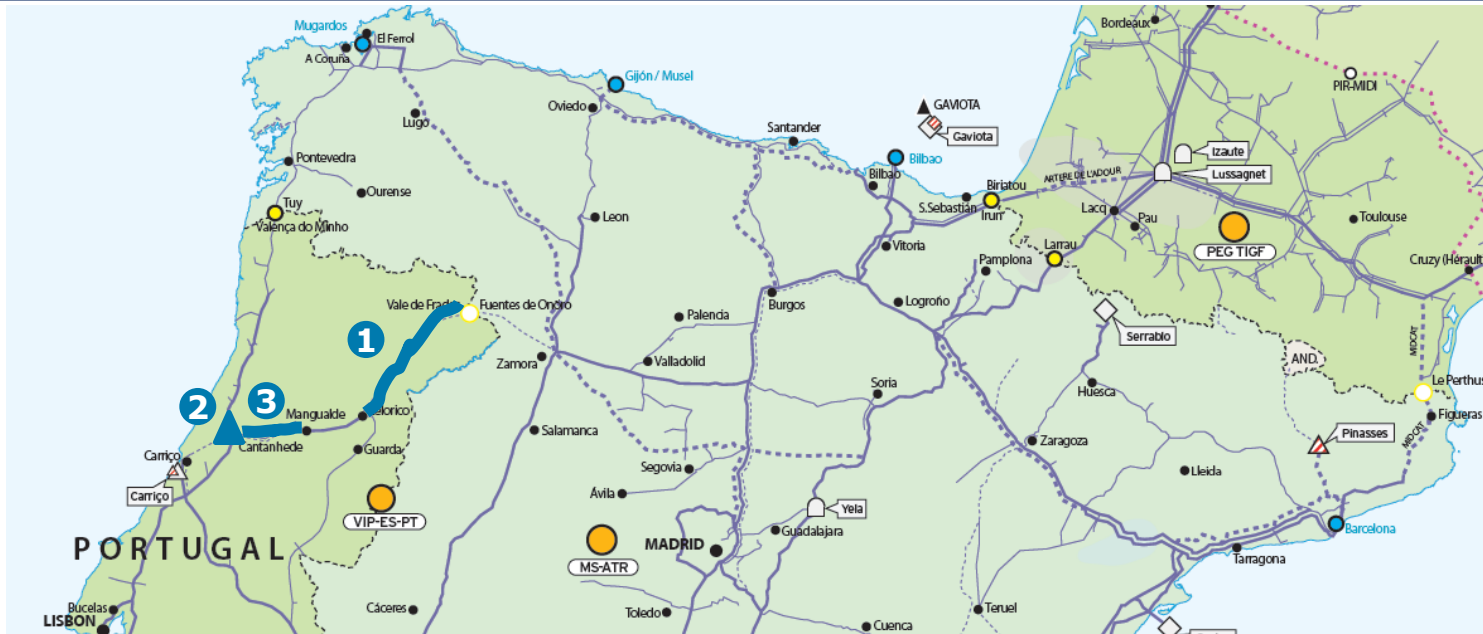 Bordeaux
Mugardos
El Ferrol
A Coruña
Gijón / Musel
PIR-MIDI
Oviedo
GAVIOTA
Lugo
Santander
Gaviota
Izaute
Pontevedra
Bilbao
Bilbao
Lussagnet
Ourense
ARTERE DE L'ADOUR
Biriatou
S.Sebastián
Irun
Tuy
Leon
Lacq
Pau
Toulouse
Valença do Minho
Vitoria
Larrau
PEG TIGF
Pamplona
Cruzy (Hérault
Vale de Frades
Fuentes de Onoro
Burgos
Logroño
Palencia
Serrablo
1
MIDCAT
Zamora
Valladolid
AND.
Soria
Huesca
Le Perthus
2
3
Mangualde
Celorico
Figueras
Salamanca
Pinasses
MIDCAT
Cantanhede
Guarda
Zaragoza
Carriço
Segovia
Lleida
Carriço
Ávila
VIP-ES-PT
Yela
Guadalajara
Barcelona
PORTUGAL
MADRID
MS-ATR
Tarragona
Bucelas
Cáceres
Toledo
Teruel
LISBON
Cuenca